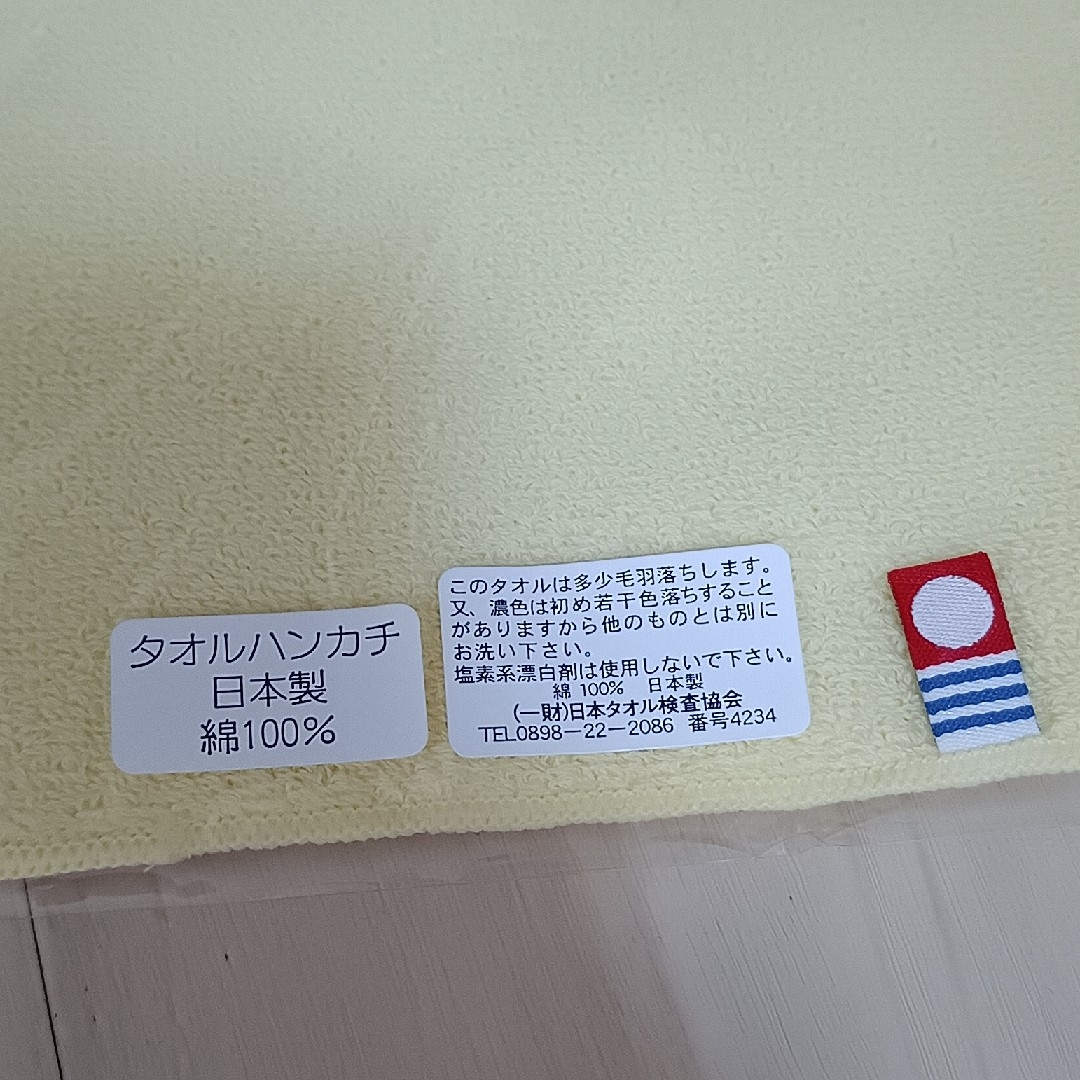 タオルハンカチ
日本製
綿100%
このタオルは多少毛羽落ちします。
又、濃色は初め若干色落ちすること
がありますから他のものとは別に
お洗い下さい。
塩素系漂白剤は使用しないで下さい。
綿 100% 日本製
(一財)日本タオル検査協会
TEL0898-22-2086 番号4234